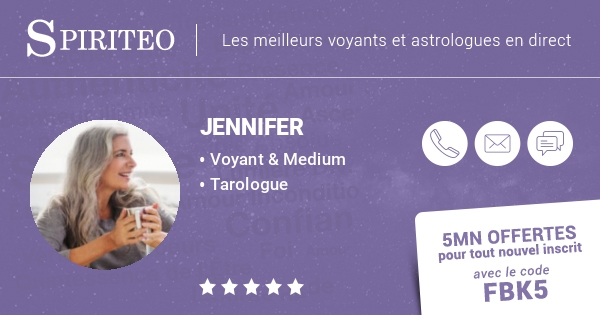 SPIRITEO
Les meilleurs voyants et astrologues en direct
JENNIFER
• Voyant & Medium
• Tarologue
5MN OFFERTES
pour tout nouvel inscrit
avec le code
FBK5